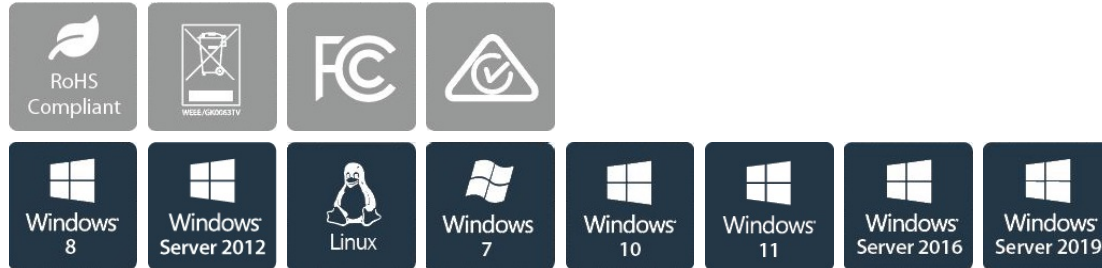 RoHS
Compliant
WEEE/GK0063TV
FC
Windows
8
Windows
Server 2012
Linux
Windows
7
Windows
10
Windows
11
Windows
Server 2016
Windows
Server 2019